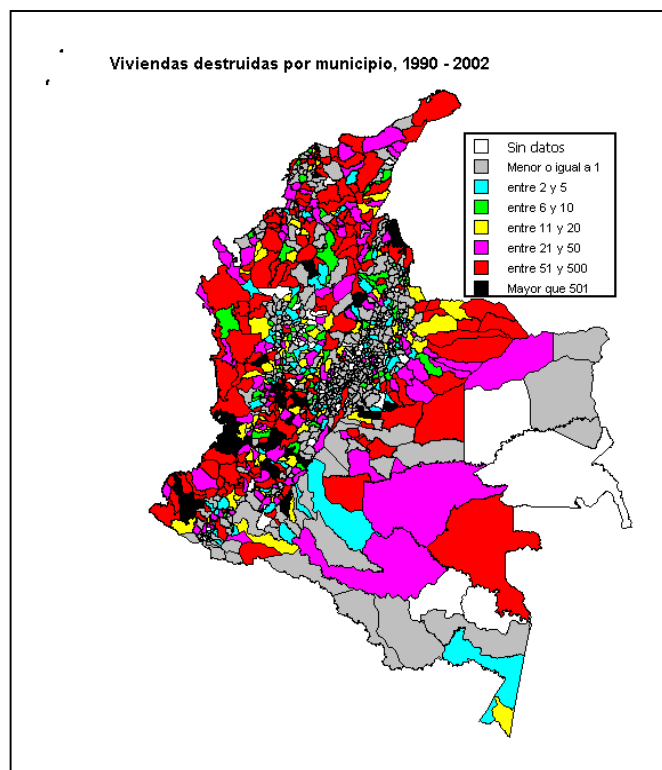 Viviendas destruidas por municipio, 1990 - 2002
Sin datos
Menor o igual a 1
entre 2 y 5
entre 6 y 10
entre 11 y 20
entre 21 y 50
entre 51 y 500
Mayor que 501